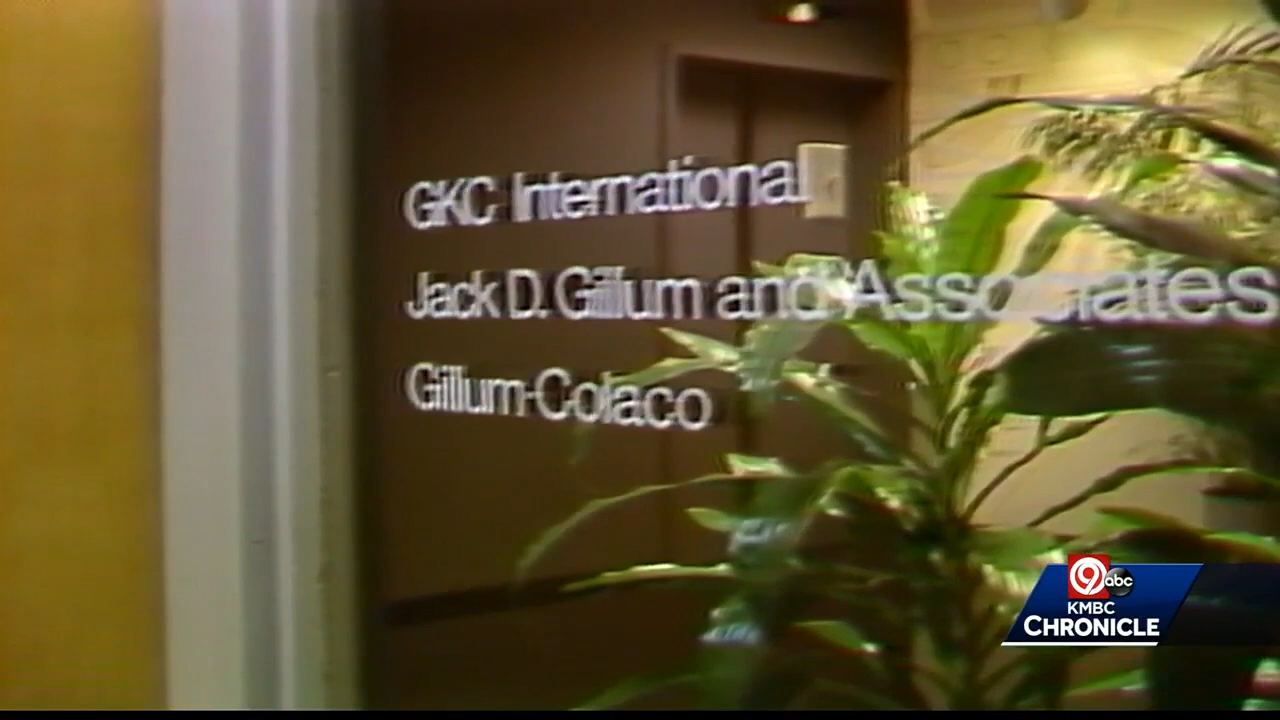 GKC International
Jack D. Gillum and Associates
Gillum-Colaco
9 abc
KMBC
CHRONICLE